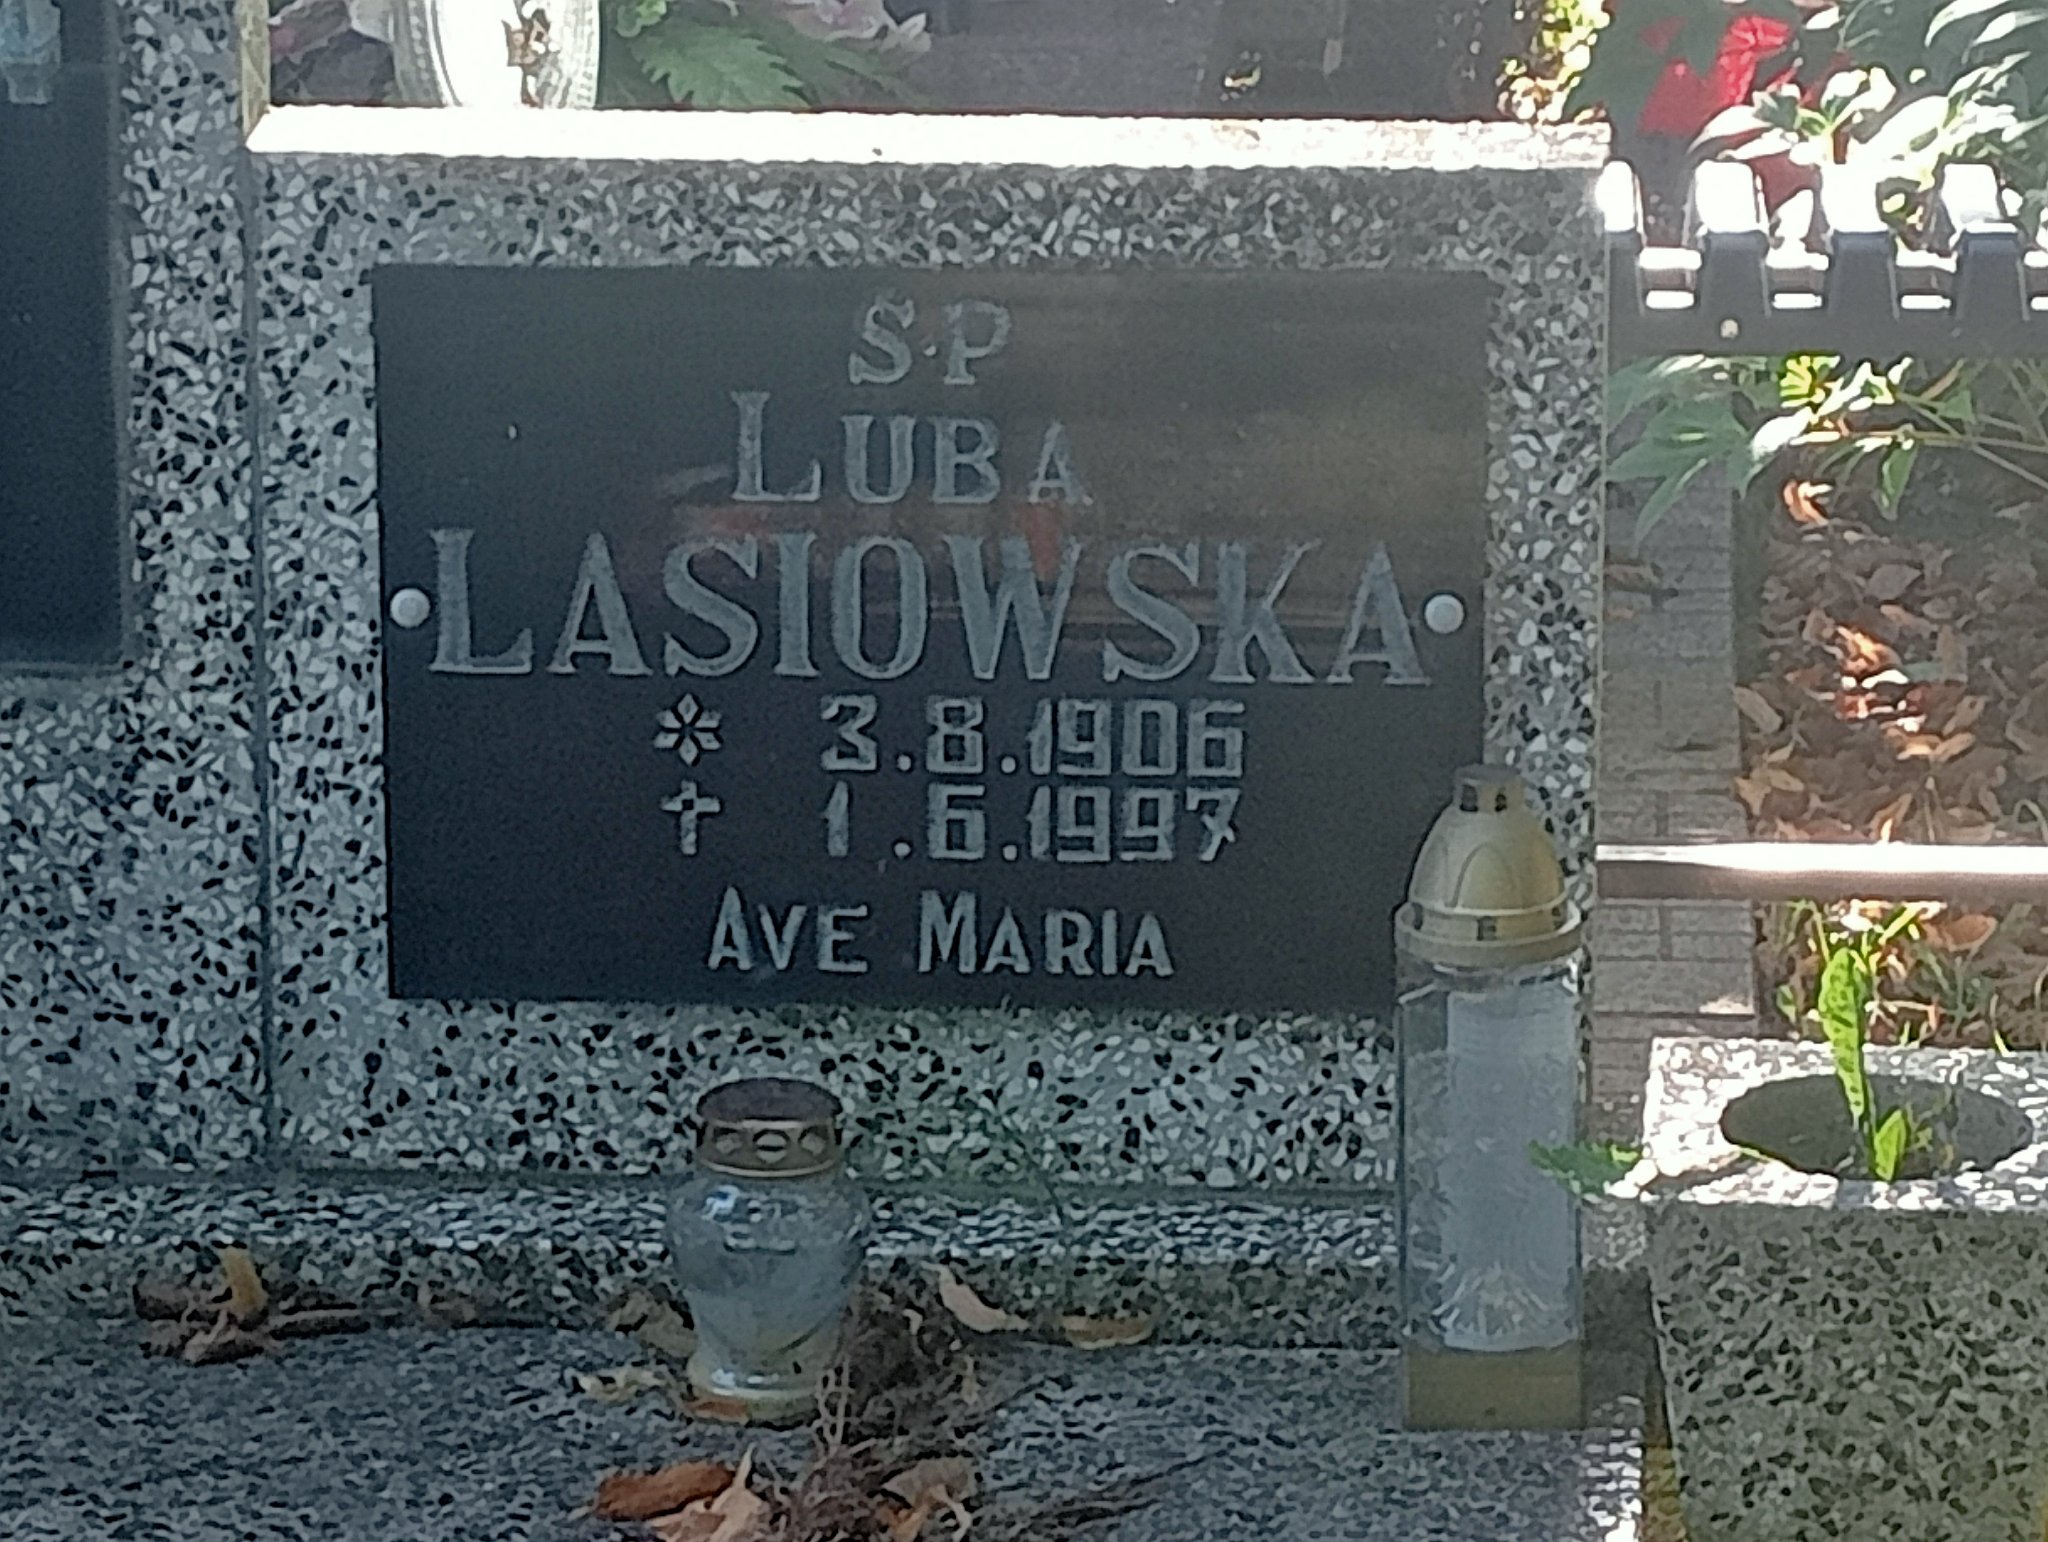 S.P
LUBA
LASIOWSKA
* 3.8.1906
† 1.6.1997
AVE MARIA